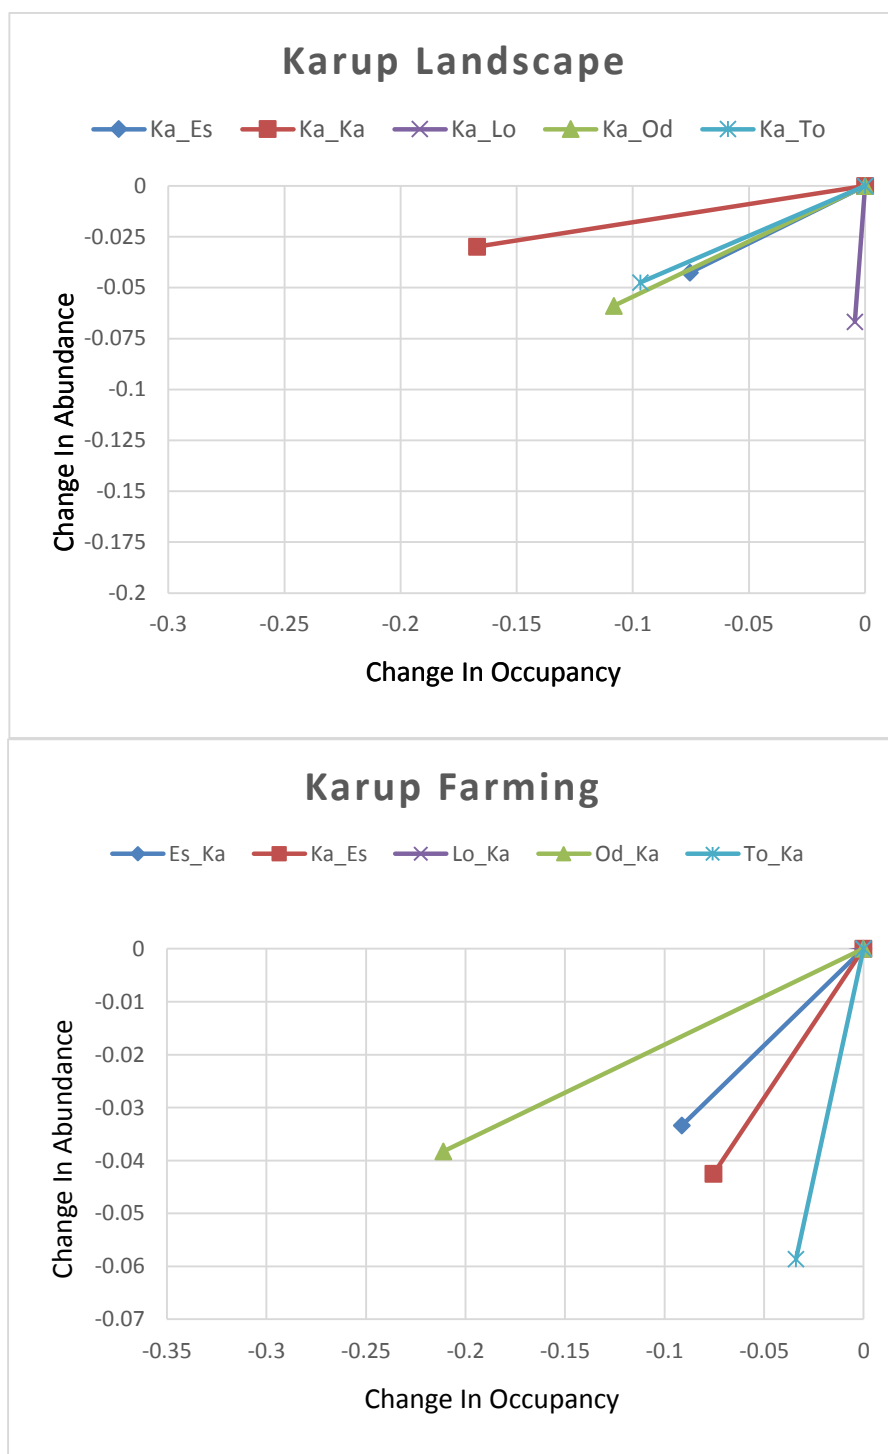 Karup Landscape
Ka_Es Ka_Ka Ka_Lo Ka_Od Ka_To
0
-0.025
-0.05
-0.075
-0.1
-0.125
-0.15
-0.175
-0.2
Change In Abundance
-0.3 -0.25 -0.2 -0.15 -0.1 -0.05 0
Change In Occupancy
Karup Farming
Es_Ka Ka_Es Lo_Ka Od_Ka To_Ka
0
-0.01
-0.02
-0.03
-0.04
-0.05
-0.06
-0.07
Change In Abundance
-0.35 -0.3 -0.25 -0.2 -0.15 -0.1 -0.05 0
Change In Occupancy